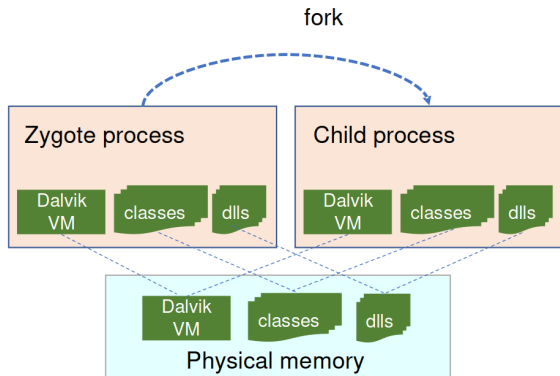 fork
Zygote process
Child process
Dalvik
VM
classes
dlls
Dalvik
VM
classes
dlls
Dalvik
VM
classes
dlls
Physical memory